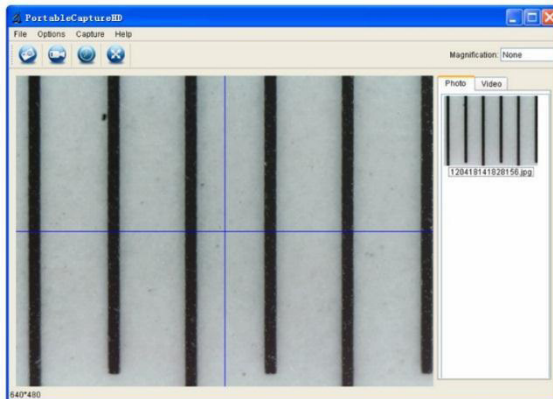 PortableCaptureHD
File Options Capture Help
Magnification: None
Photo Video
120418141828156.jpg
640*480